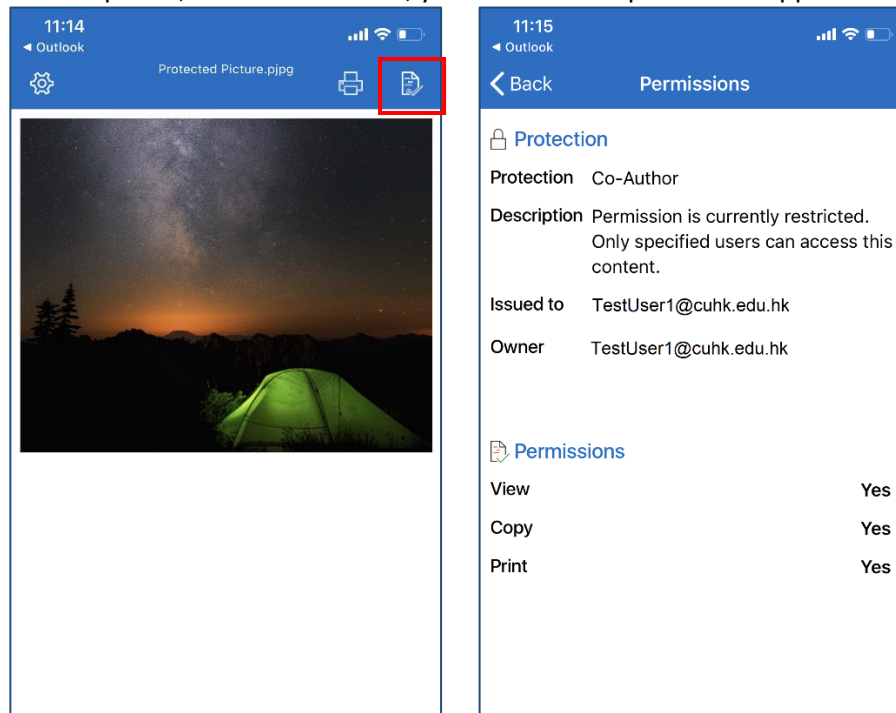 11:14
◄ Outlook
Protected Picture.pjpg
11:15
◄ Outlook
Back
Permissions
Protection
Protection Co-Author
Description Permission is currently restricted.
Only specified users can access this
content.
Issued to TestUser1@cuhk.edu.hk
Owner TestUser1@cuhk.edu.hk
Permissions
View Yes
Copy Yes
Print Yes